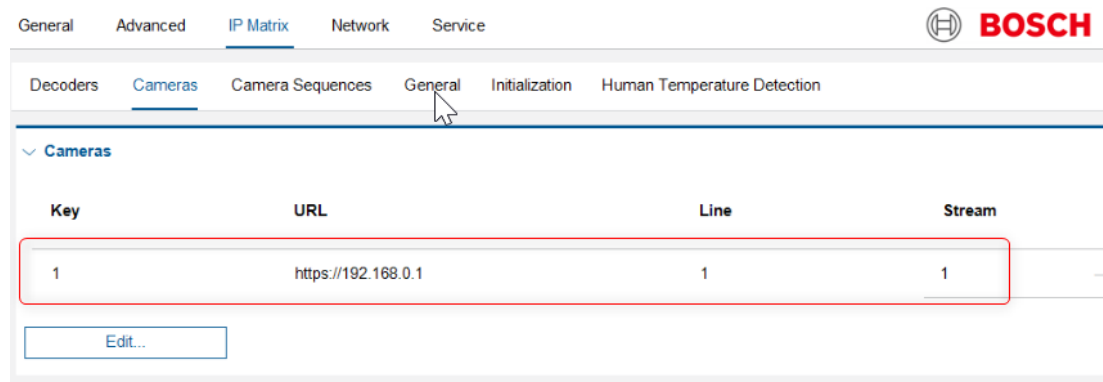 General Advanced IP Matrix Network Service BOSCH
Decoders Cameras Camera Sequences General Initialization Human Temperature Detection
Cameras
Key URL Line Stream
1 https://192.168.0.1 1 1
Edit...